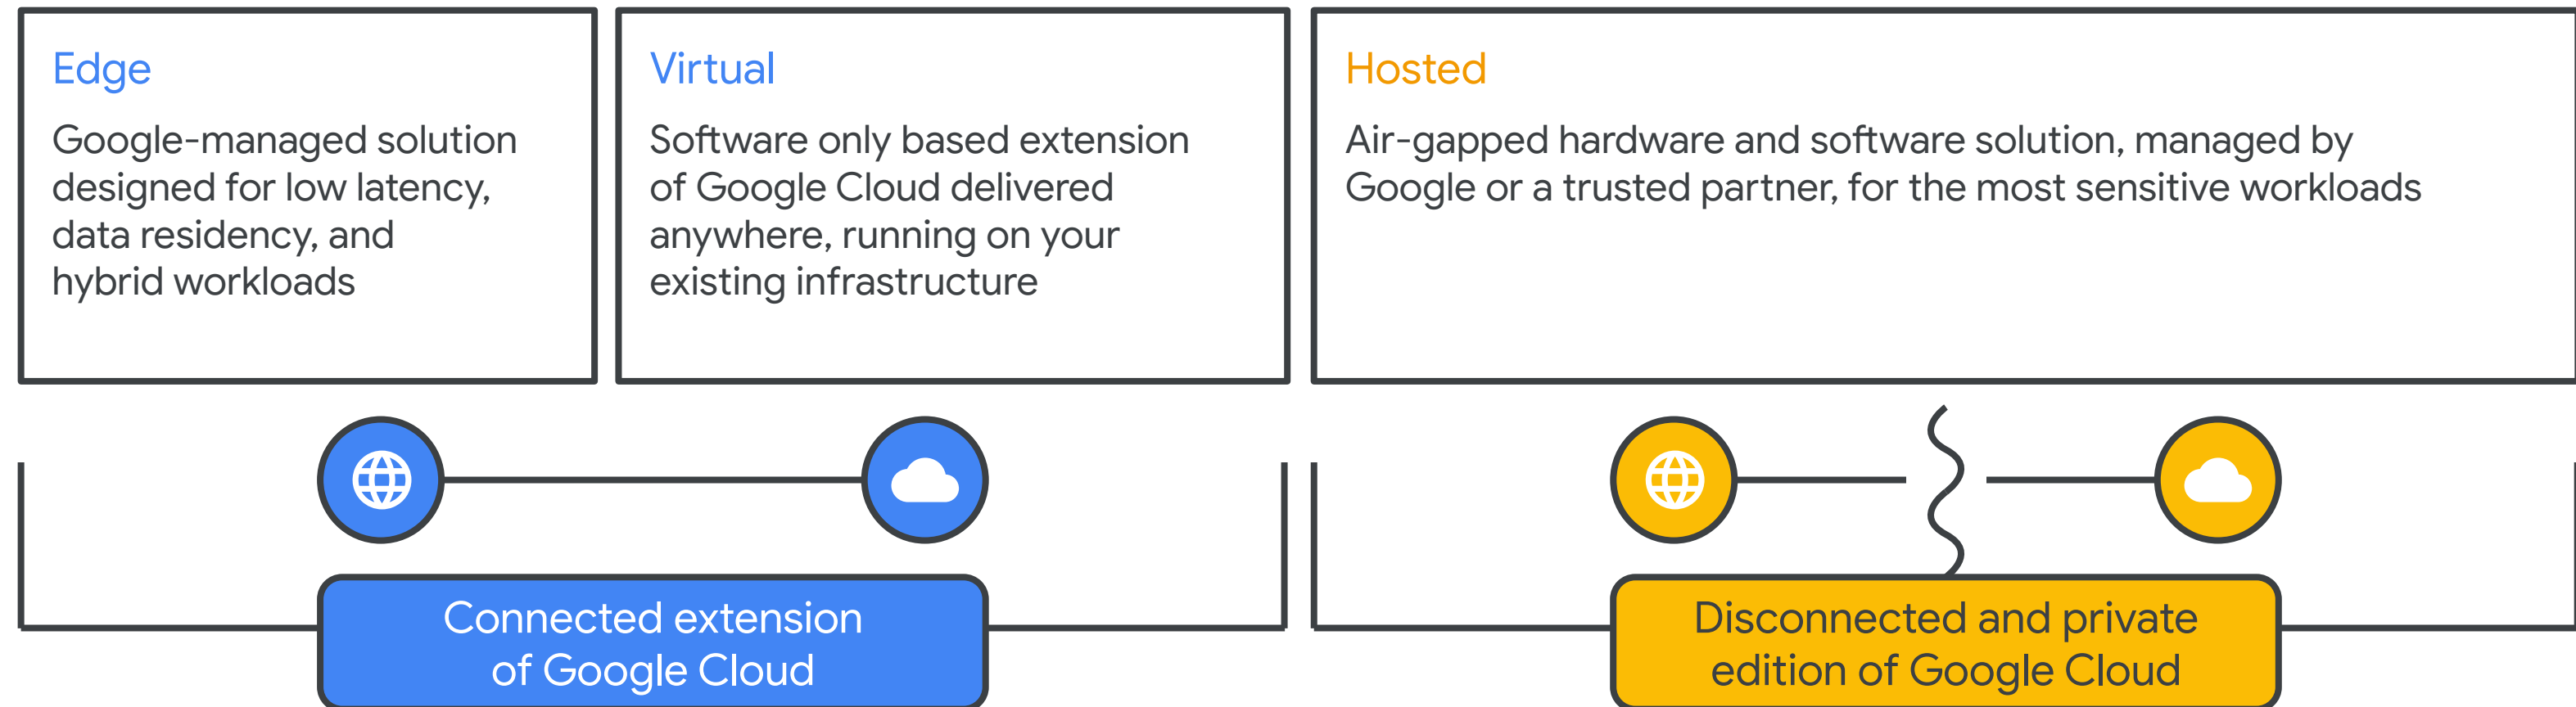 Edge
Google-managed solution
designed for low latency,
data residency, and
hybrid workloads
Virtual
Software only based extension
of Google Cloud delivered
anywhere, running on your
existing infrastructure
Hosted
Air-gapped hardware and software solution, managed by
Google or a trusted partner, for the most sensitive workloads
Connected extension
of Google Cloud
Disconnected and private
edition of Google Cloud